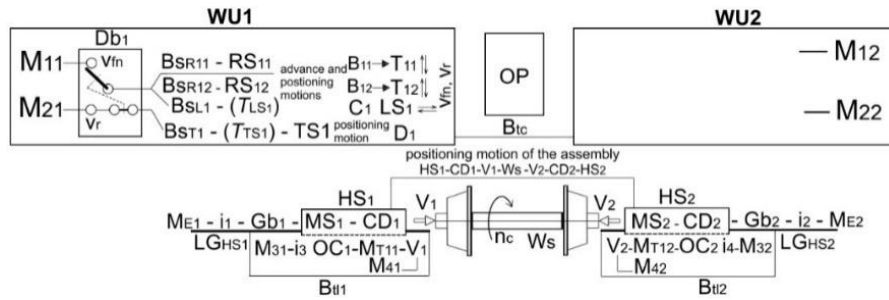 WU1 WU2
Db1
M11 Vfn BSR11 - RS11 advance and B11→T11 M12
BSR12 - RS12 postioning B12→T12 Vfn, Vr OP
BSL1 - (TLS1) motions C1 LS1
M21 Vr BST1 - (TTS1) - TS1 positioning motion D1 M22
Btc
positioning motion of the assembly
HS1-CD1-V1-Ws-V2-CD2-HS2
HS1 V1 V2 HS2
ME1 - i1 - Gb1 - MS1 - CD1 MS2 - CD2 - Gb2 - i2 - ME2
LGHS1 nc Ws LGHS2
M31-i3 OC1-MT11-V1 V2-MT12-OC2 i4-M32
M41 M42
Btl1 Btl2